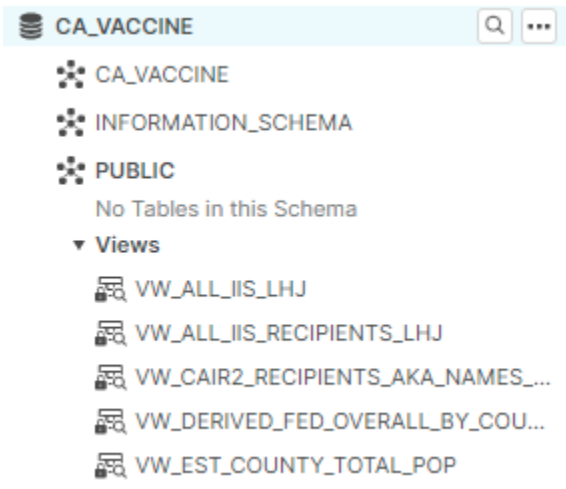 CA_VACCINE
CA_VACCINE
INFORMATION_SCHEMA
PUBLIC
No Tables in this Schema
Views
VW_ALL_IIS_LHJ
VW_ALL_IIS_RECIPIENTS_LHJ
VW_CAIR2_RECIPIENTS_AKA_NAMES_...
VW_DERIVED_FED_OVERALL_BY_COU...
VW_EST_COUNTY_TOTAL_POP